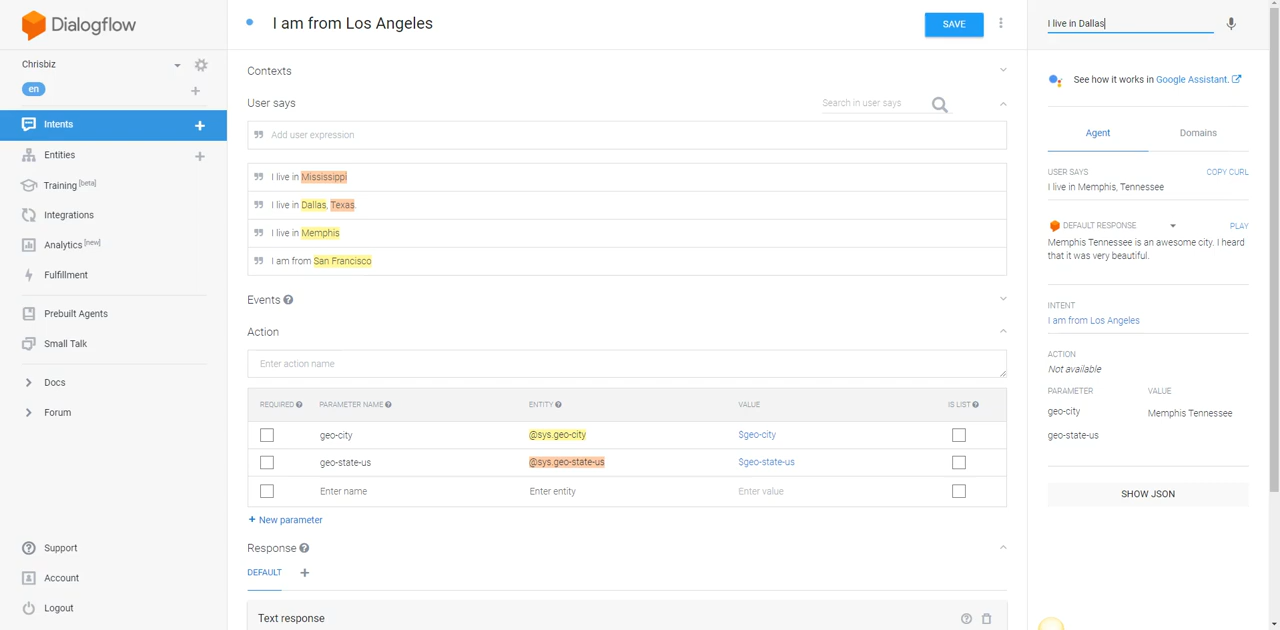 Dialogflow
Chrisbiz
en
Intents
Entities
Training [beta]
Integrations
Analytics [new]
Fulfillment
Prebuilt Agents
Small Talk
Docs
Forum
Support
Account
Logout
I am from Los Angeles
SAVE
Contexts
User says
Search in user says
Add user expression
I live in Mississippi
I live in Dallas, Texas
I live in Memphis
I am from San Francisco
Events
Action
Enter action name
REQUIRED PARAMETER NAME ENTITY VALUE IS LIST
geo-city @sys.geo-city $geo-city
geo-state-us @sys.geo-state-us $geo-state-us
Enter name Enter entity Enter value
+ New parameter
Response
DEFAULT
Text response
I live in Dallas
See how it works in Google Assistant.
Agent Domains
USER SAYS COPY CURL
I live in Memphis, Tennessee
DEFAULT RESPONSE PLAY
Memphis Tennessee is an awesome city. I heard
that it was very beautiful.
INTENT
I am from Los Angeles
ACTION
Not available
PARAMETER VALUE
geo-city Memphis Tennessee
geo-state-us
SHOW JSON